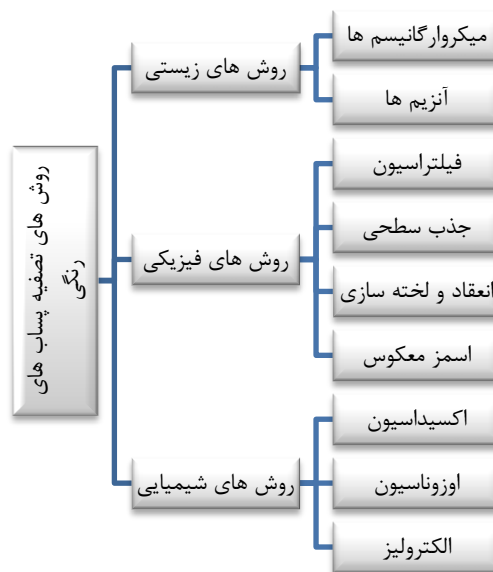 روش های تصفیه پساب های
رنگی
روش های زیستی
میکروارگانیسم ها
آنزیم ها
روش های فیزیکی
فیلتراسیون
جذب سطحی
انعقاد و لخته سازی
اسمز معکوس
روش های شیمیایی
اکسیداسیون
اوزوناسیون
الکترولیز